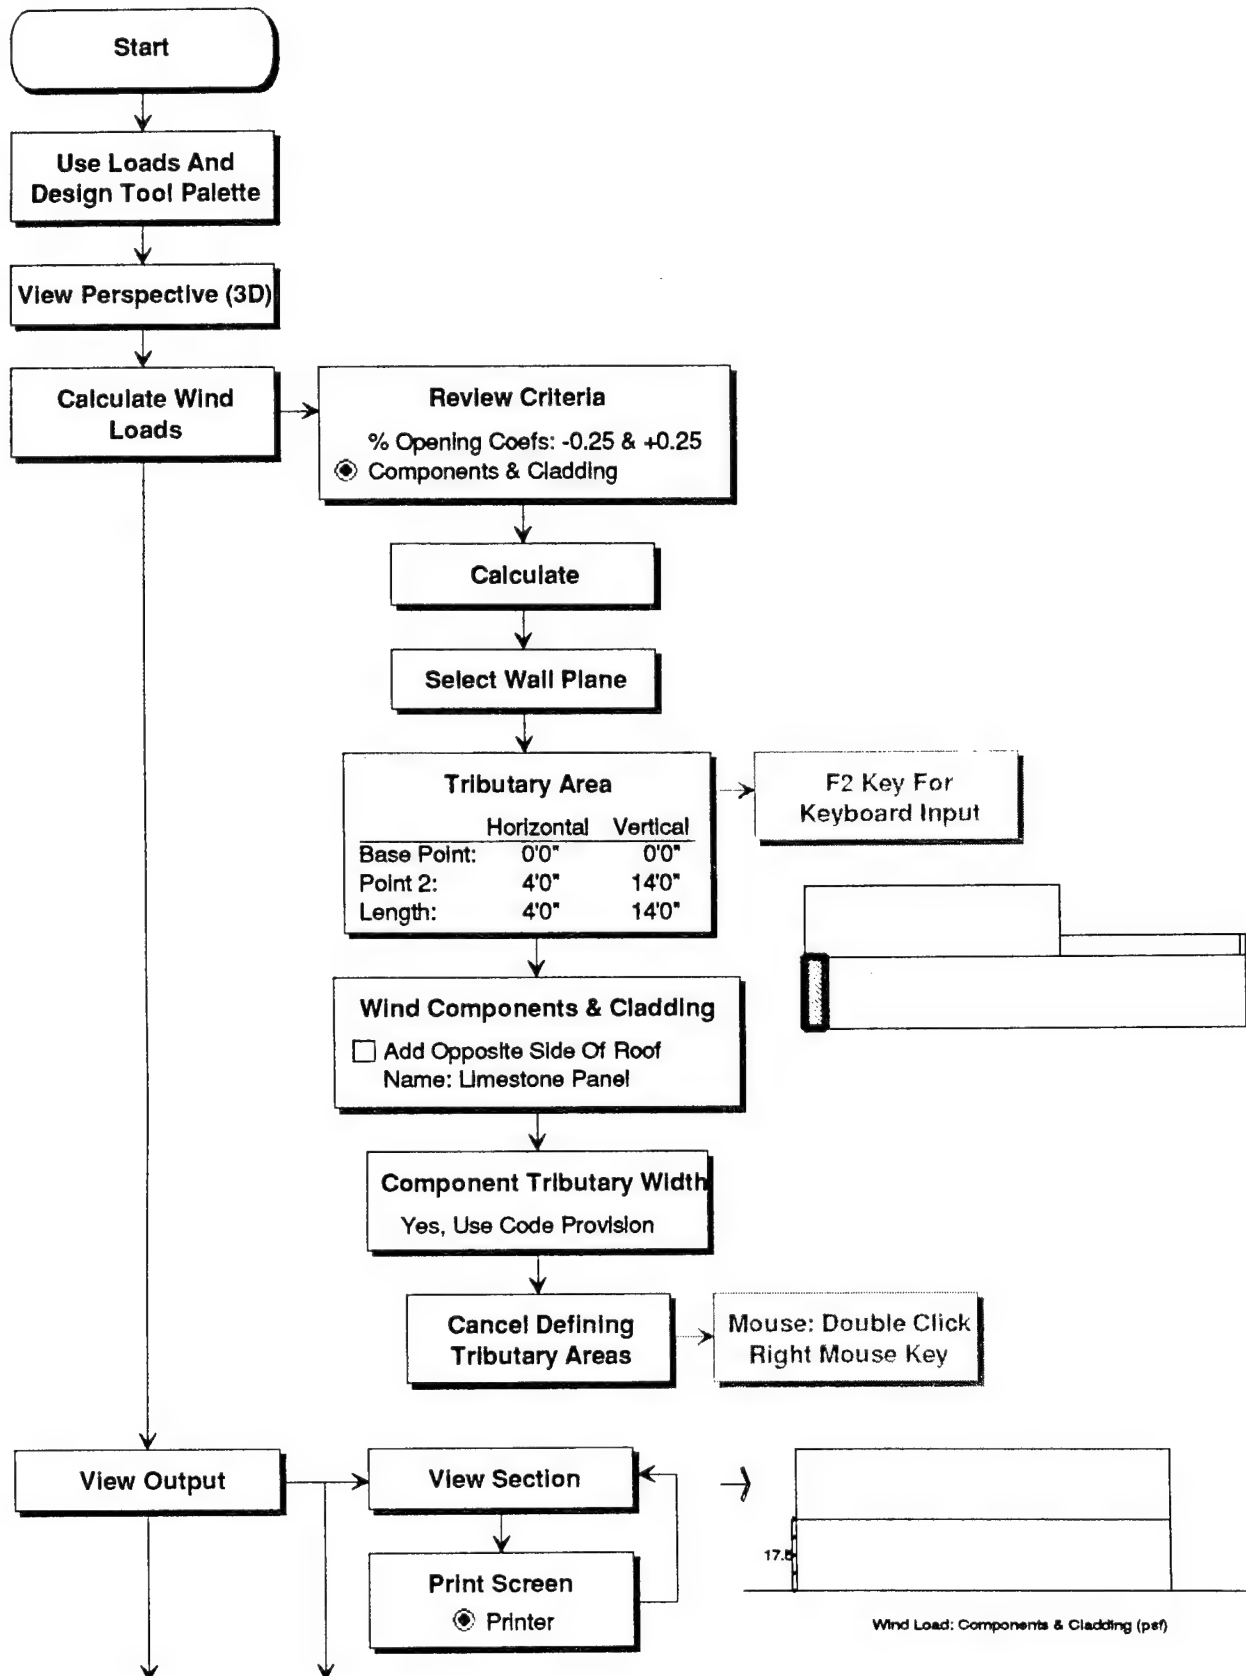 Start
Use Loads And
Design Tool Palette
View Perspective (3D)
Calculate Wind
Loads
Review Criteria
% Opening Coefs: -0.25 & +0.25
Components & Cladding
Calculate
Select Wall Plane
Tributary Area
Horizontal Vertical
Base Point: 0'0" 0'0"
Point 2: 4'0" 14'0"
Length: 4'0" 14'0"
F2 Key For
Keyboard Input
Wind Components & Cladding
Add Opposite Side Of Roof
Name: Limestone Panel
Component Tributary Width
Yes, Use Code Provision
Cancel Defining
Tributary Areas
Mouse: Double Click
Right Mouse Key
View Output
View Section
Print Screen
Printer
Wind Load: Components & Cladding (psf)